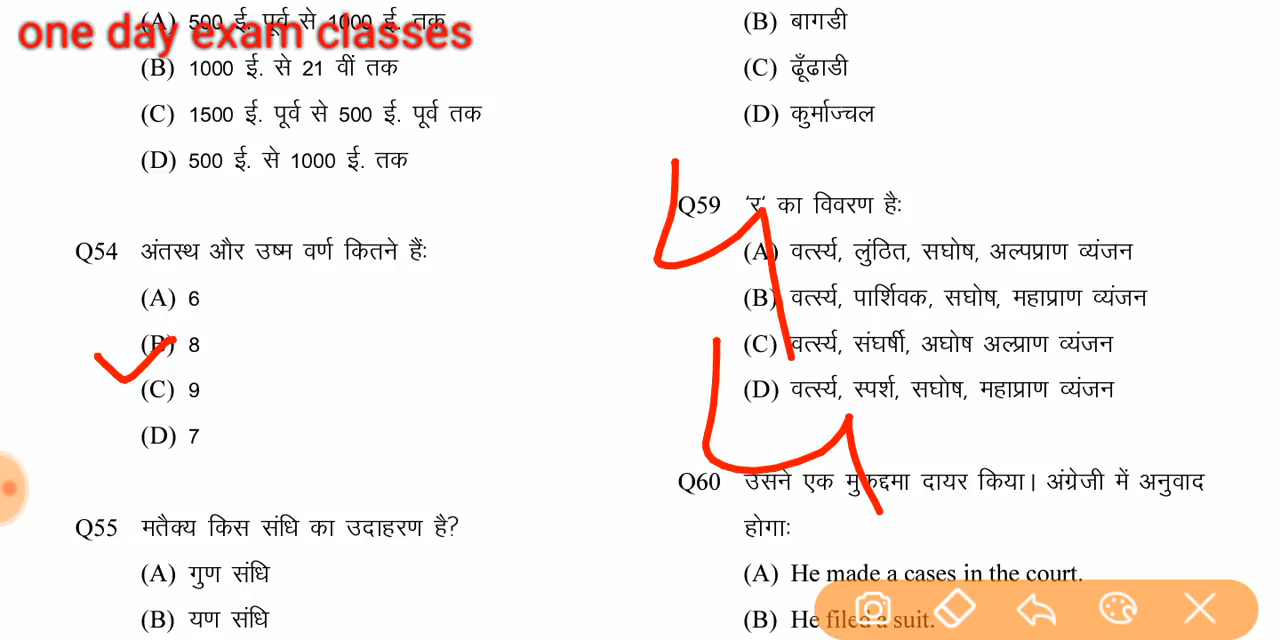 one day exam classes
(A) 500 ई. पूर्व से 1000 ई. तक
(B) 1000 ई. से 21 वीं तक
(C) 1500 ई. पूर्व से 500 ई. पूर्व तक
(D) 500 ई. से 1000 ई. तक
Q54 अंतस्थ और उष्म वर्ण कितने हैं:
(A) 6
(B) 8
(C) 9
(D) 7
Q55 मतैक्य किस संधि का उदाहरण है?
(A) गुण संधि
(B) यण संधि
(B) बागडी
(C) ढूँढाडी
(D) कुर्माज्चल
Q59 'र' का विवरण है:
(A) वर्त्स्य, लुंठित, सघोष, अल्पप्राण व्यंजन
(B) वर्त्स्य, पार्शिवक, सघोष, महाप्राण व्यंजन
(C) वर्त्स्य, संघर्षी, अघोष अल्प्राण व्यंजन
(D) वर्त्स्य, स्पर्श, सघोष, महाप्राण व्यंजन
Q60 उसने एक मुकद्दमा दायर किया। अंग्रेजी में अनुवाद
होगा:
(A) He made a cases in the court.
(B) He filed a suit.